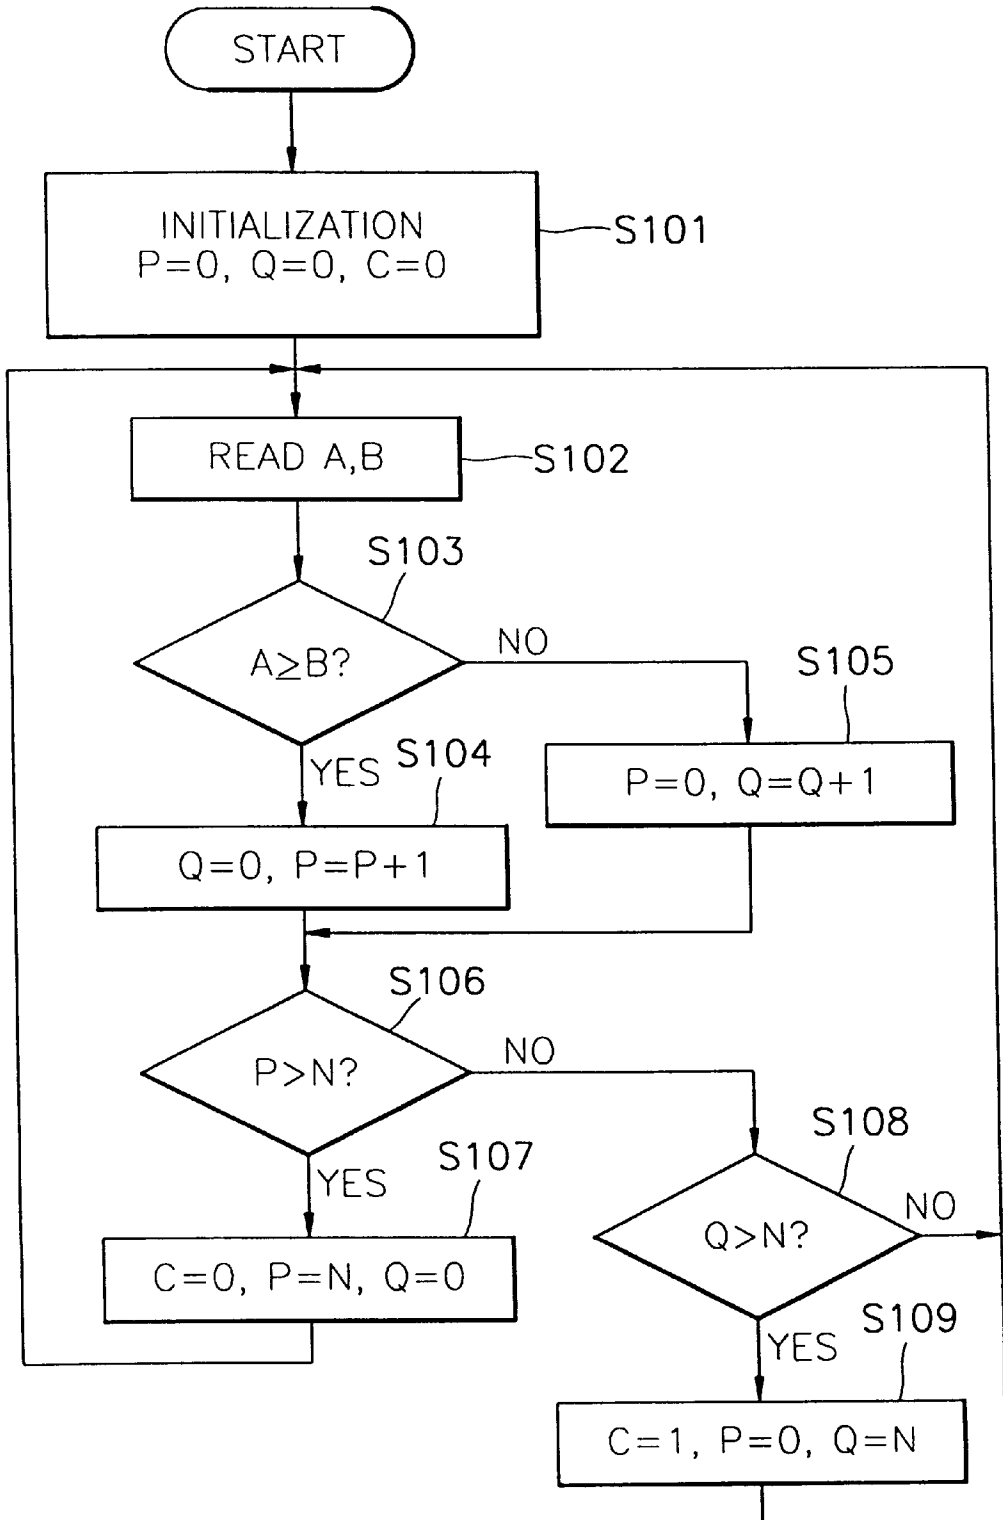 START
INITIALIZATION
P=0, Q=0, C=0
S101
READ A,B
S102
S103
A≥B?
NO
S105
YES
S104
P=0, Q=Q+1
Q=0, P=P+1
S106
P>N?
NO
S108
YES
S107
Q>N?
NO
C=0, P=N, Q=0
S109
YES
C=1, P=0, Q=N